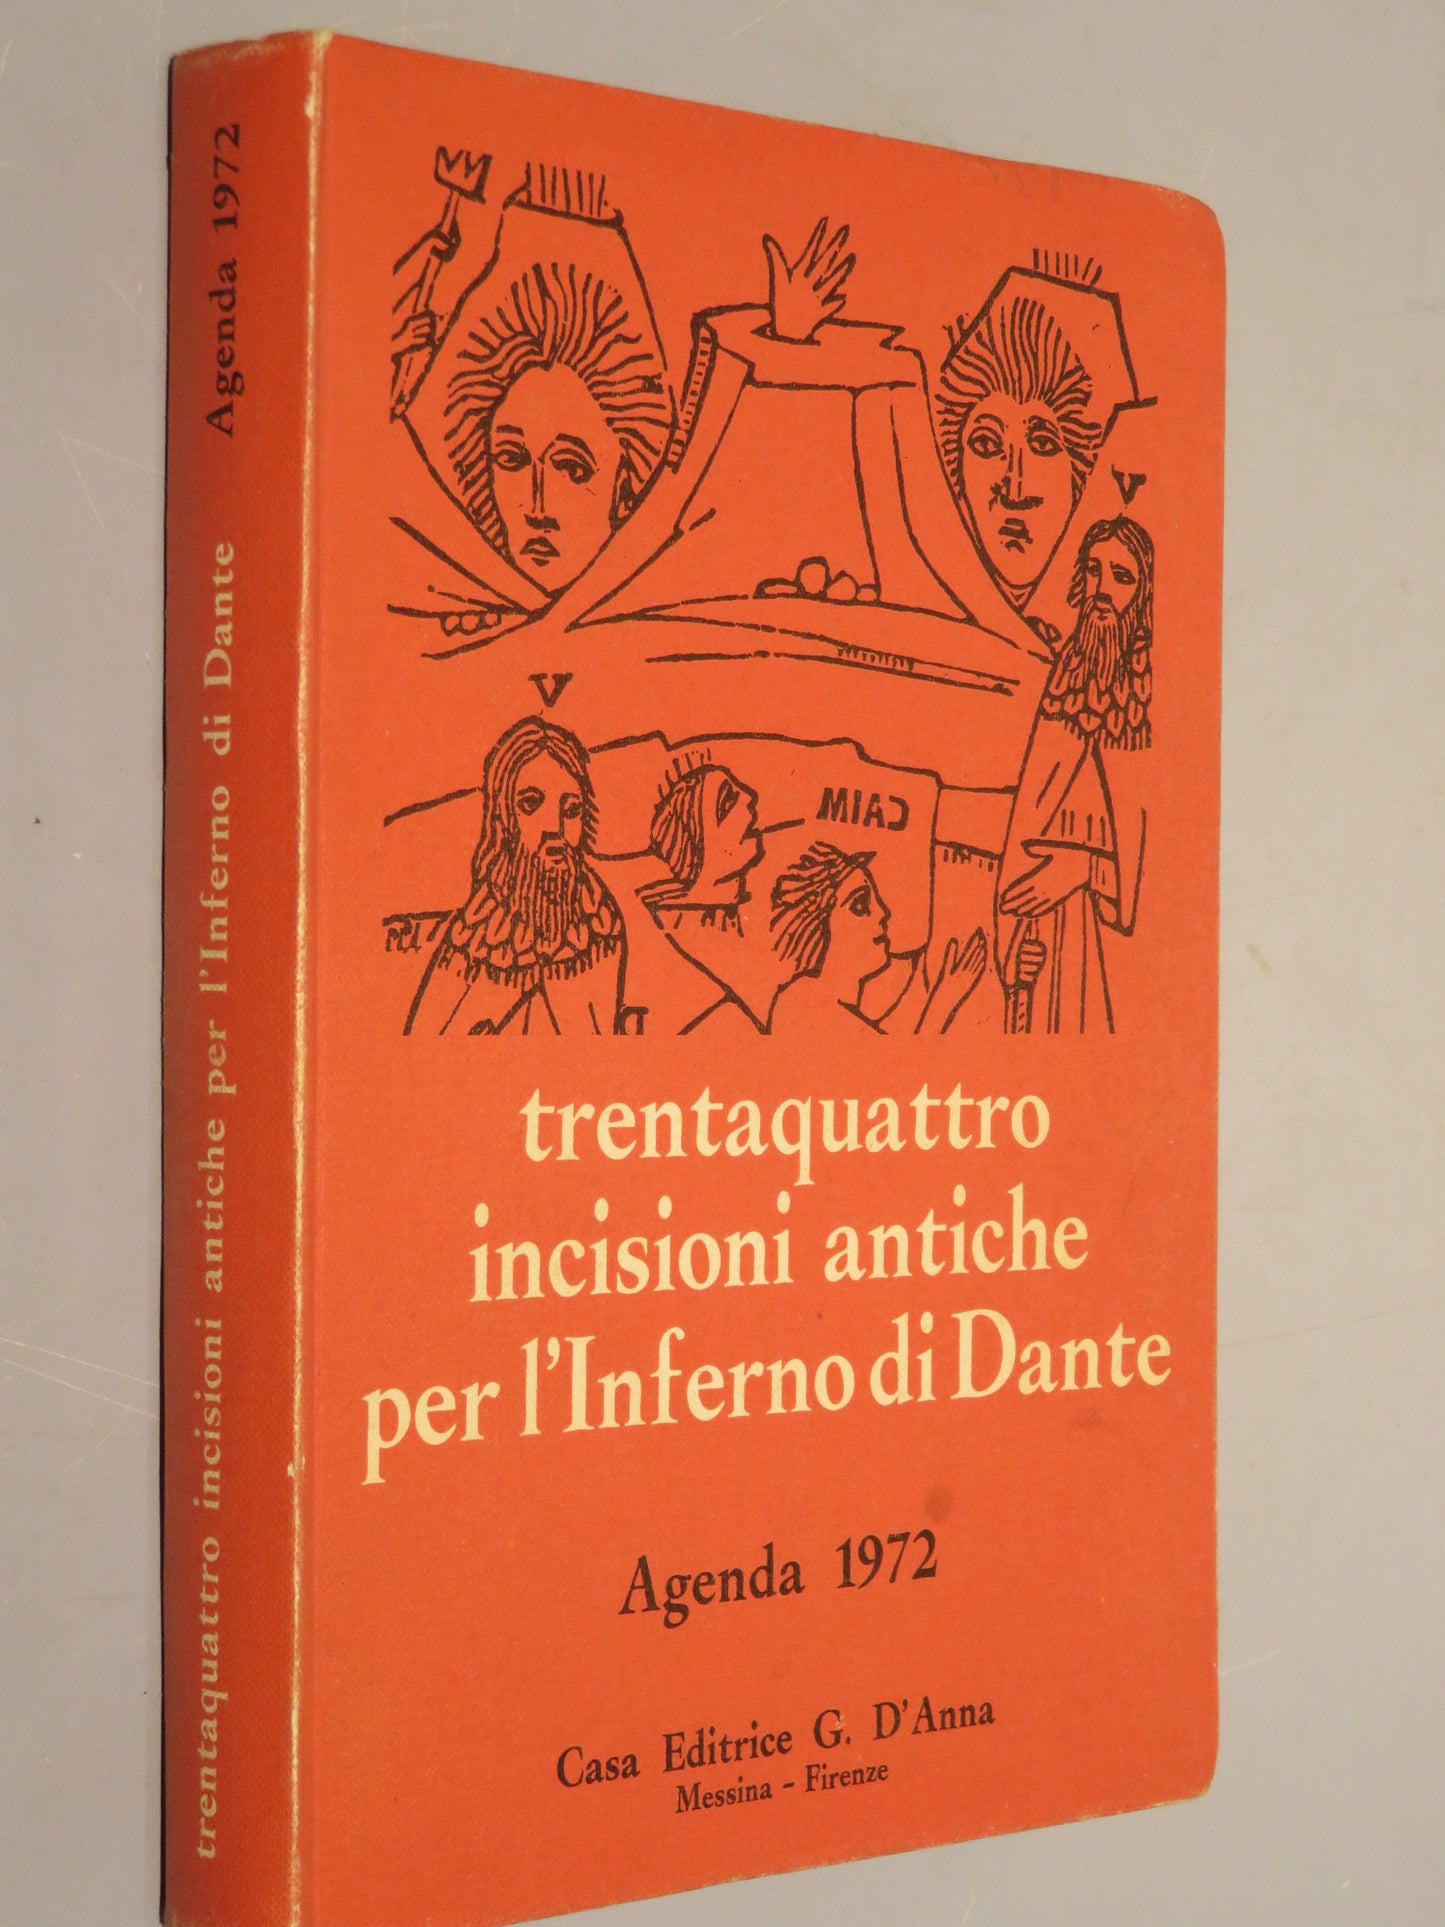 trentaquattro incisioni antiche per l'Inferno di Dante Agenda 1972
V
V
CAIM
D
trentaquattro
incisioni antiche
per l'Inferno di Dante
Agenda 1972
Casa Editrice G. D'Anna
Messina - Firenze